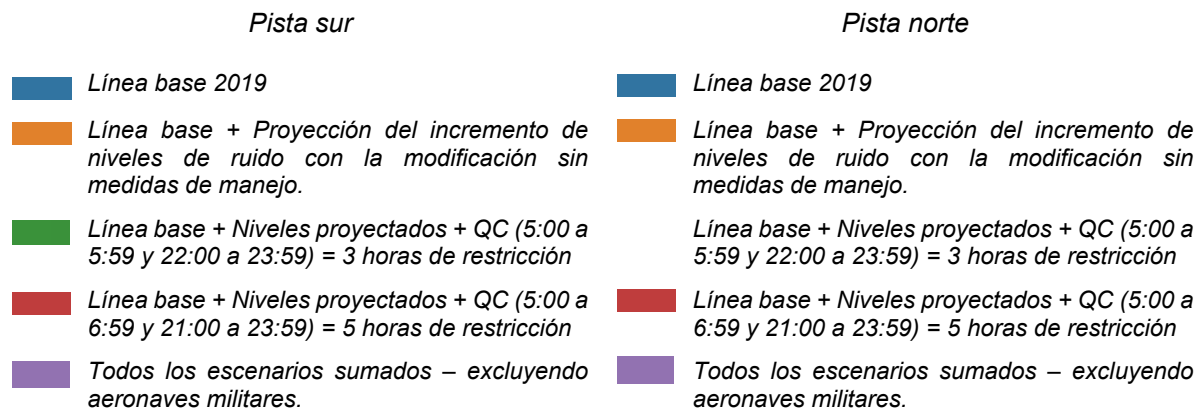 Pista sur
Línea base 2019
Línea base + Proyección del incremento de
niveles de ruido con la modificación sin
medidas de manejo.
Línea base + Niveles proyectados + QC (5:00 a
5:59 y 22:00 a 23:59) = 3 horas de restricción
Línea base + Niveles proyectados + QC (5:00 a
6:59 y 21:00 a 23:59) = 5 horas de restricción
Todos los escenarios sumados – excluyendo
aeronaves militares.
Pista norte
Línea base 2019
Línea base + Proyección del incremento de
niveles de ruido con la modificación sin
medidas de manejo.
Línea base + Niveles proyectados + QC (5:00 a
5:59 y 22:00 a 23:59) = 3 horas de restricción
Línea base + Niveles proyectados + QC (5:00 a
6:59 y 21:00 a 23:59) = 5 horas de restricción
Todos los escenarios sumados – excluyendo
aeronaves militares.